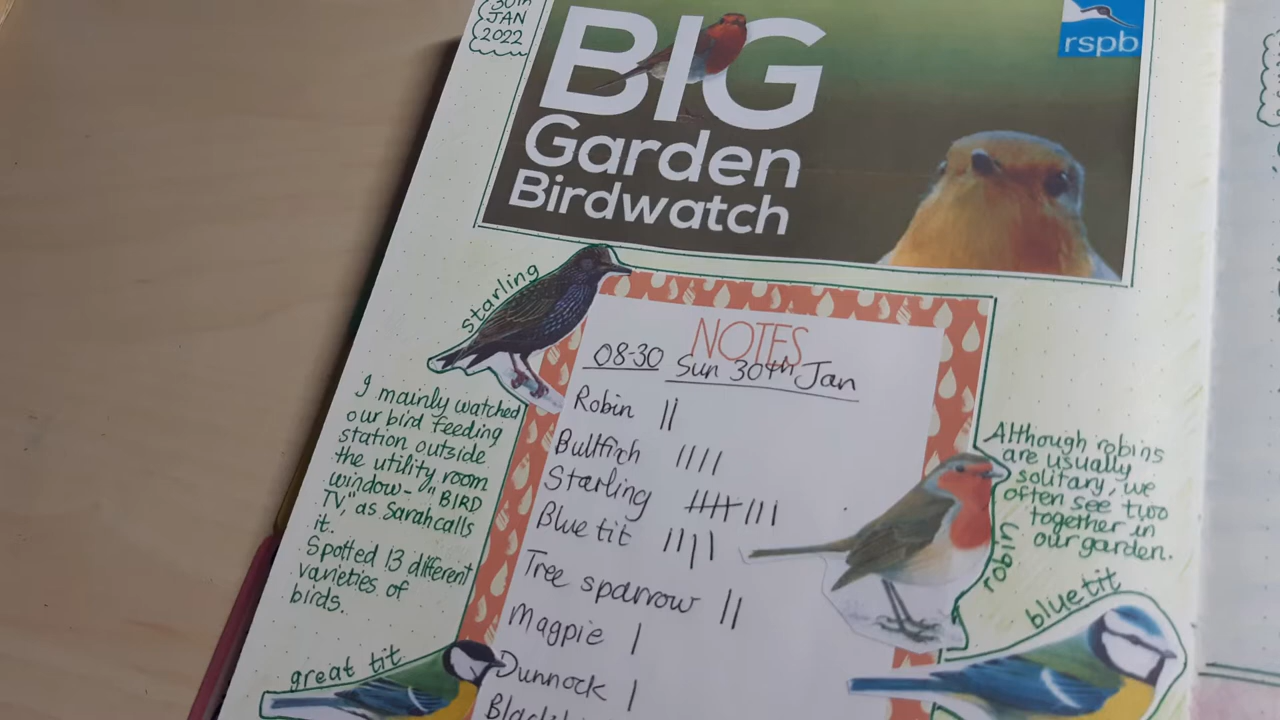 30th
JAN
2022
BIG
Garden
Birdwatch
rspb
starling
NOTES
08-30 Sun 30th Jan
Robin ||
Bullfich ||||
Starling |||| |||
Blue tit ||||
Tree sparrow ||
Magpie |
Dunnock |
I mainly watched
our bird feeding
station outside
the utility room
window - "BIRD
TV", as Sarah calls
it.
Spotted 13 different
varieties of
birds.
great tit
Although robins
are usually
solitary, we
often see two
together in
our garden.
robin
blue tit